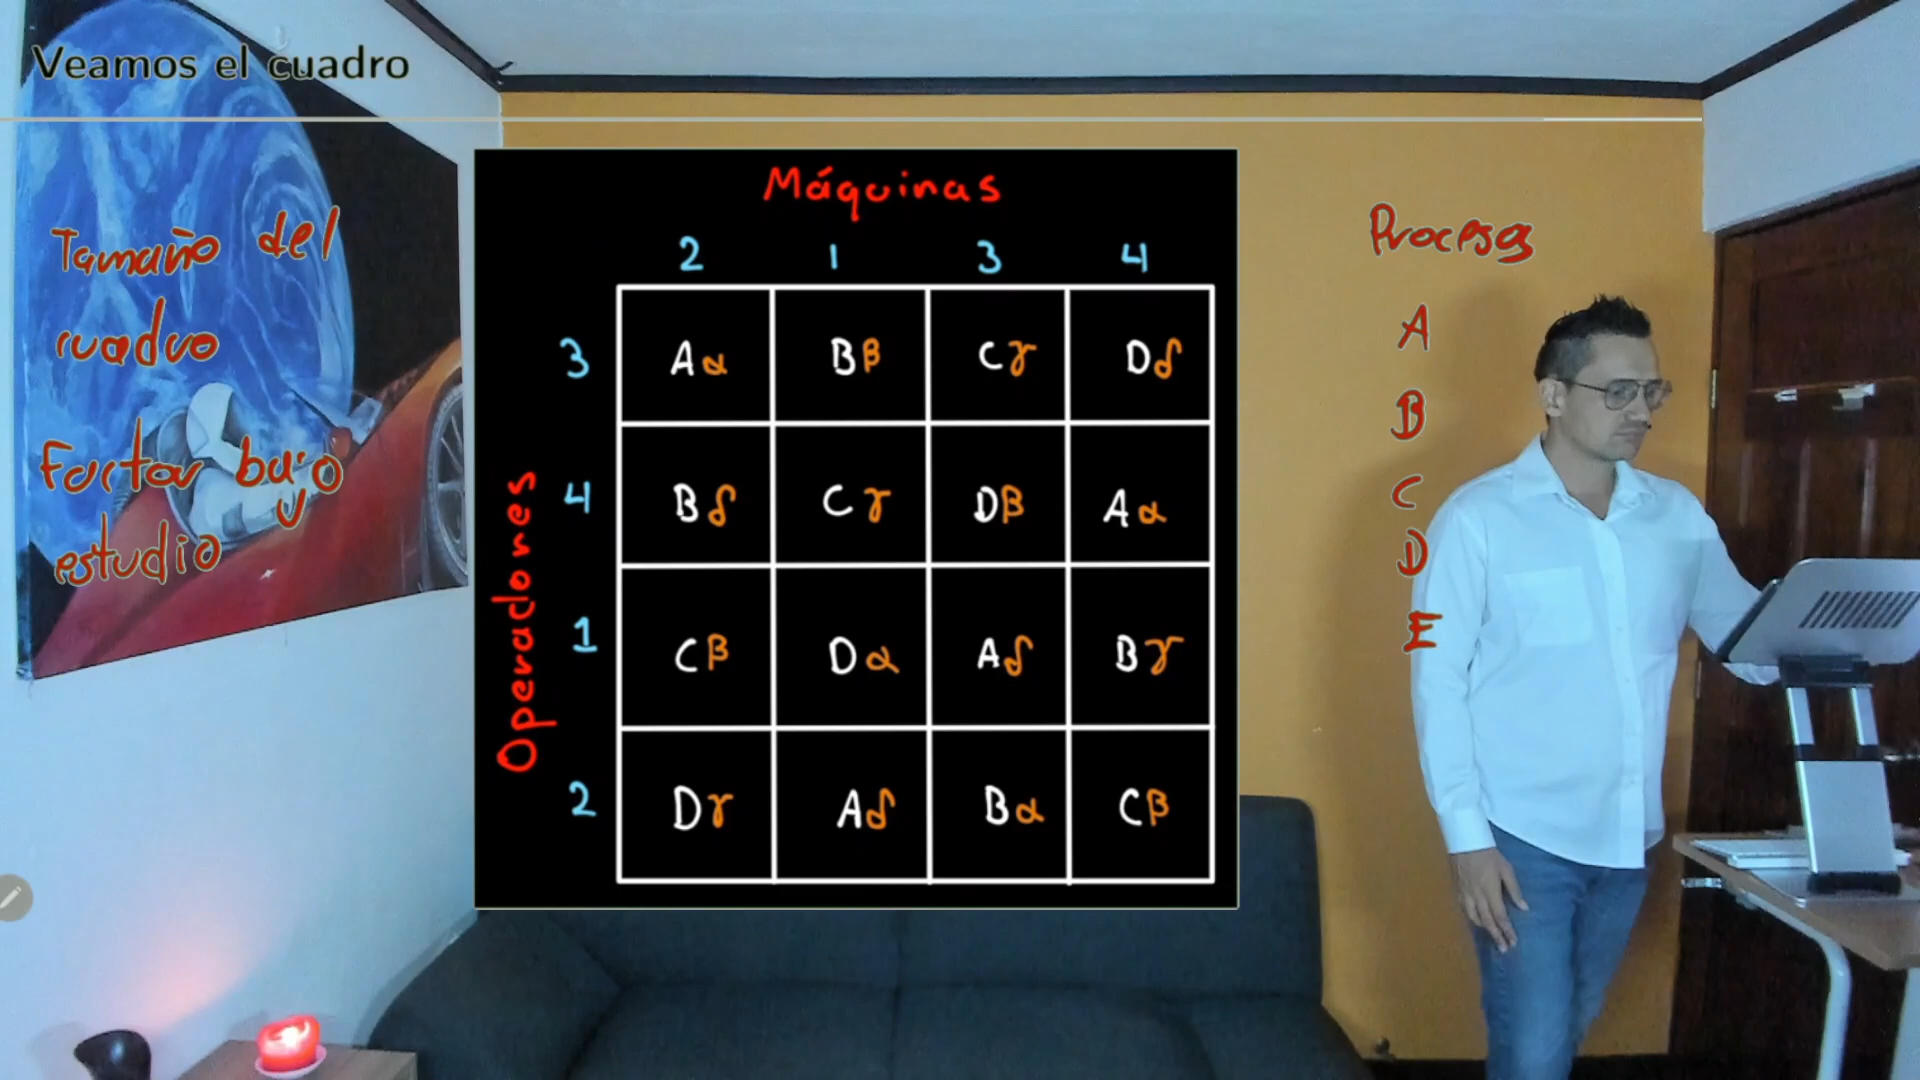 Veamos el cuadro
Tamaño del
cuadro
Factor bajo
estudio
Máquinas
2 1 3 4
Operadores
3 Aα Bβ Cγ Dδ
4 Bδ Cγ Dβ Aα
1 Cβ Dα Aδ Bγ
2 Dγ Aδ Bα Cβ
Procesos
A
B
C
D
E